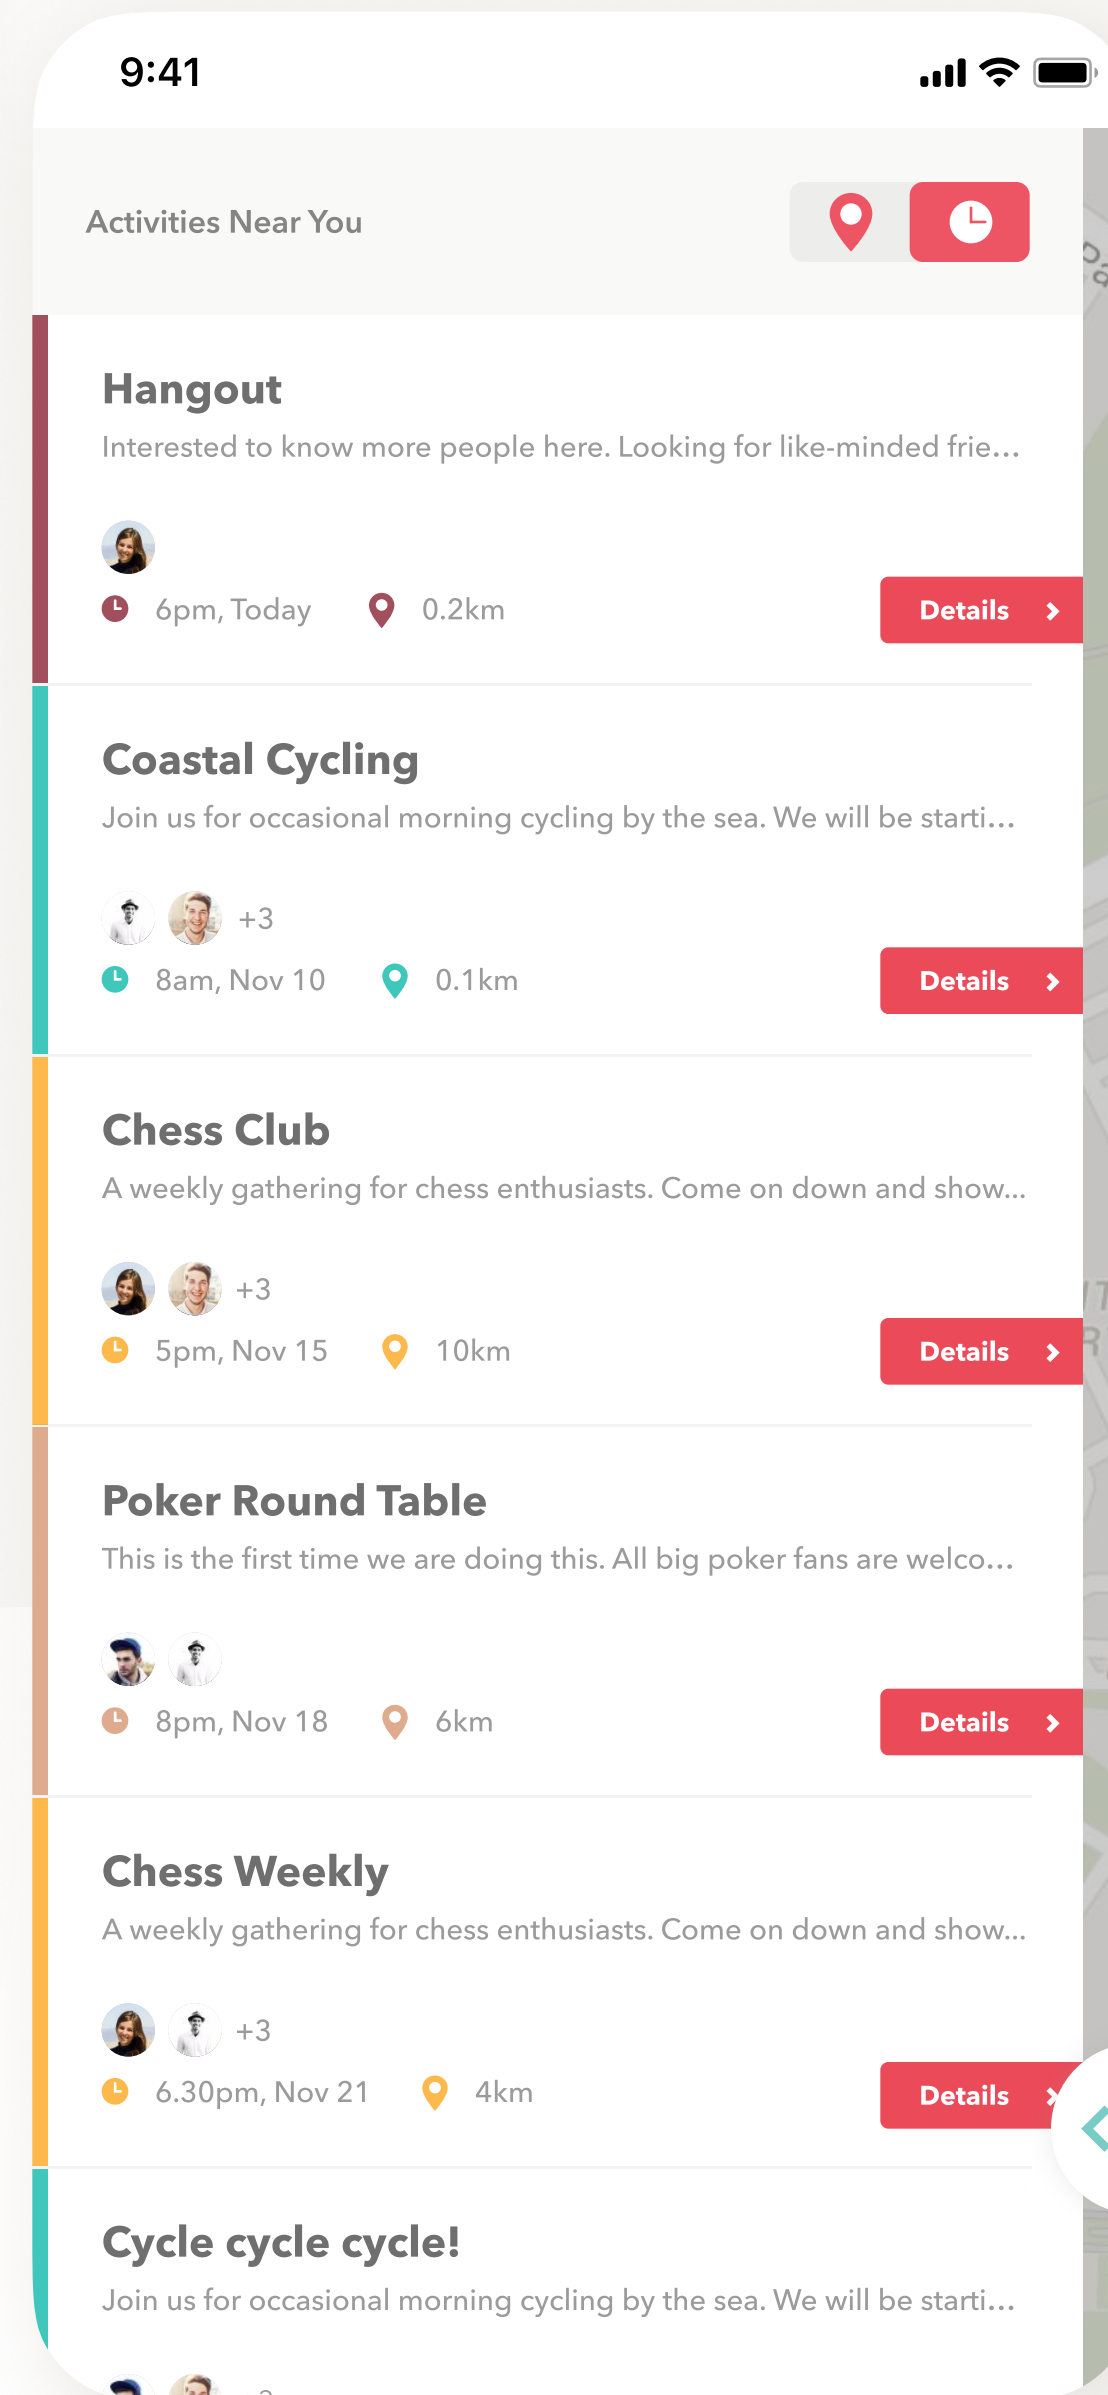 9:41
Activities Near You
Hangout
Interested to know more people here. Looking for like-minded frie...
6pm, Today 0.2km
Details
Coastal Cycling
Join us for occasional morning cycling by the sea. We will be starti...
+3
8am, Nov 10 0.1km
Details
Chess Club
A weekly gathering for chess enthusiasts. Come on down and show...
+3
5pm, Nov 15 10km
Details
Poker Round Table
This is the first time we are doing this. All big poker fans are welco...
8pm, Nov 18 6km
Details
Chess Weekly
A weekly gathering for chess enthusiasts. Come on down and show...
+3
6.30pm, Nov 21 4km
Details
Cycle cycle cycle!
Join us for occasional morning cycling by the sea. We will be starti...